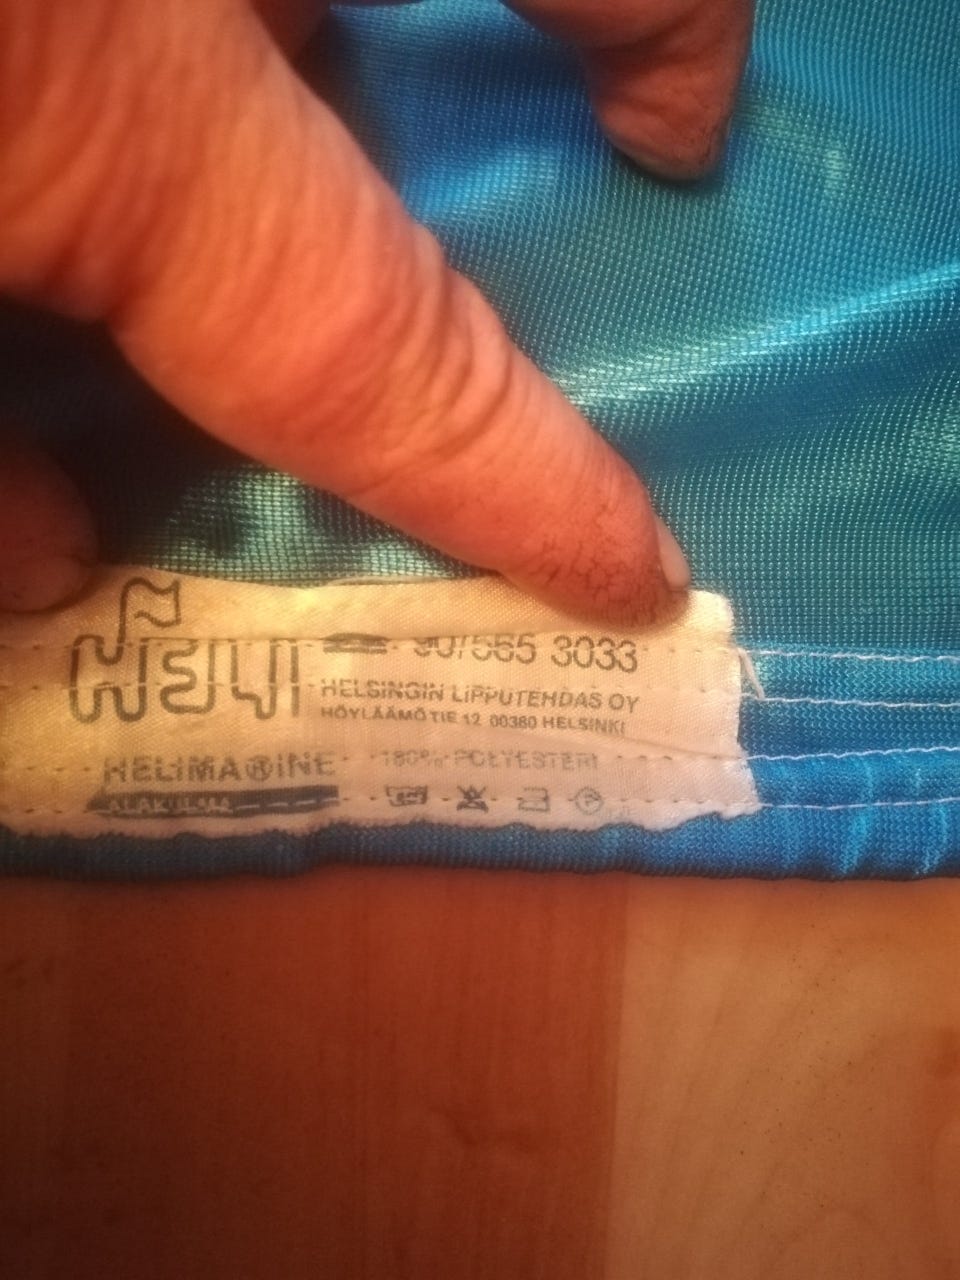 HELI
90/565 3033
HELSINGIN LIPPUTEHDAS OY
HÖYLÄÄMÖTIE 12 00380 HELSINKI
HELIMA®INE 100% POLYESTERI
ALAKULMA